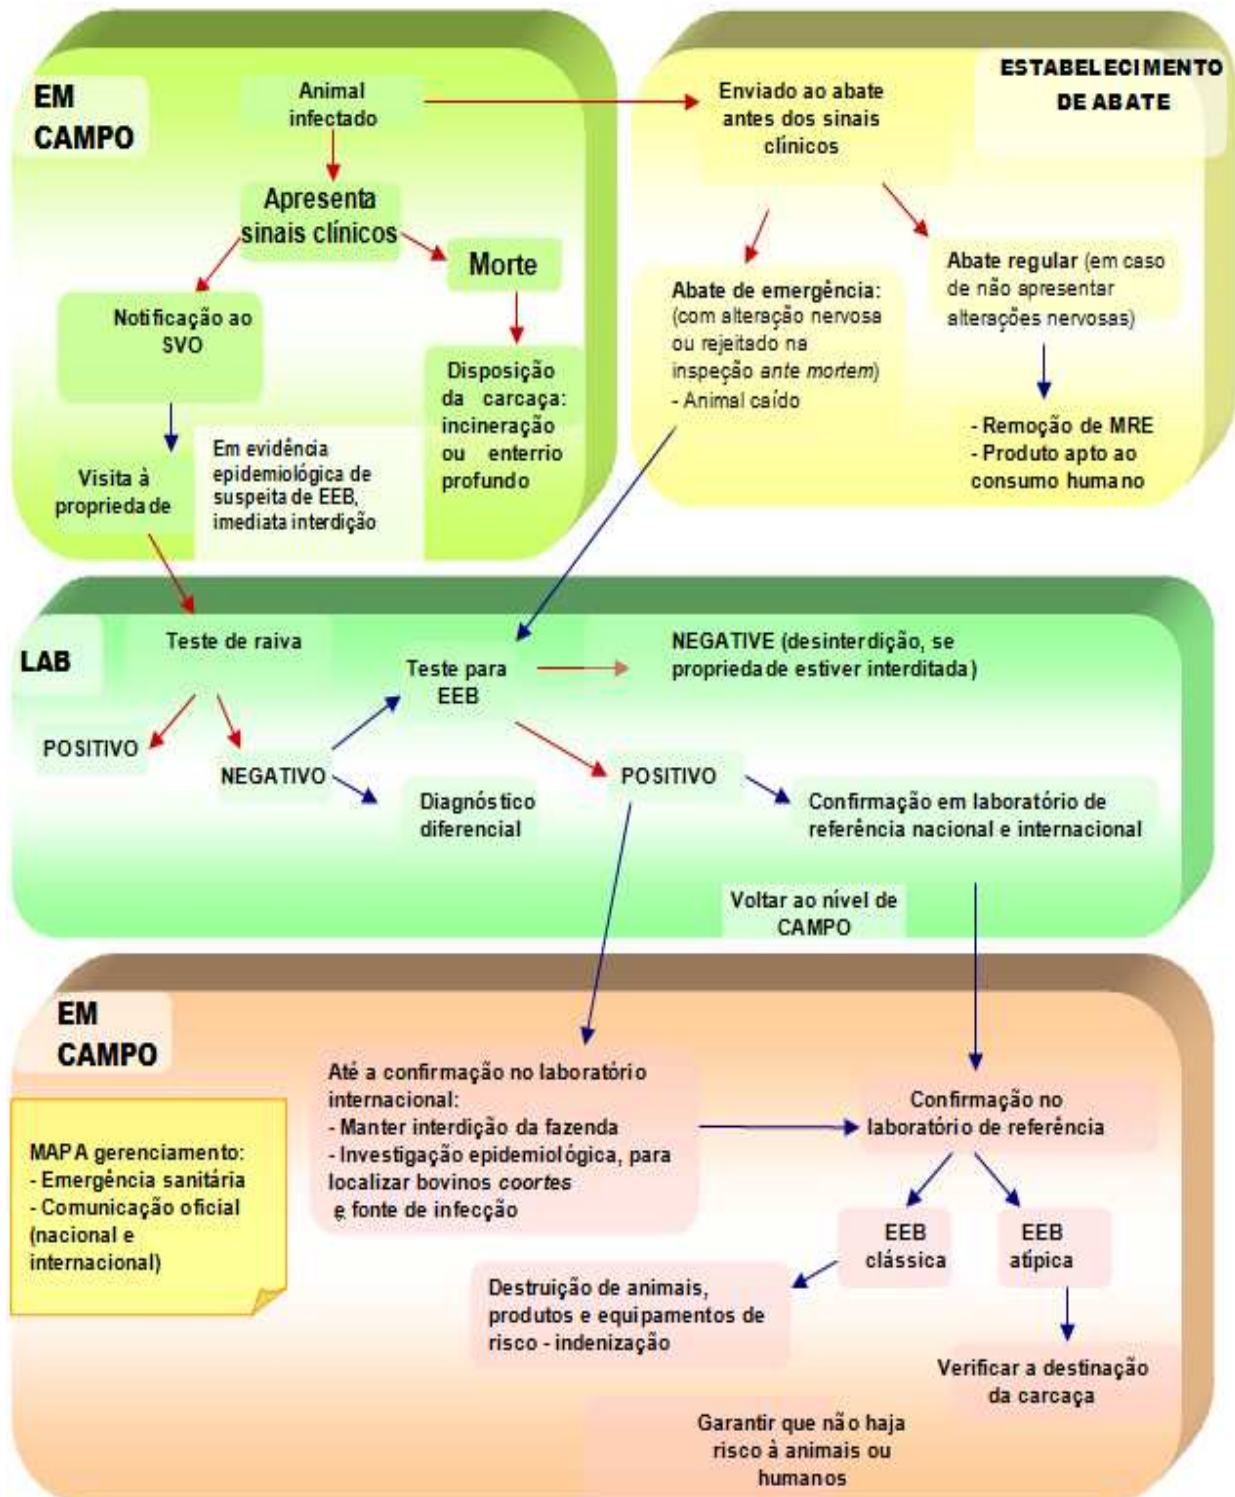 EM
CAMPO
Animal
infectado
Apresenta
sinais clínicos
Morte
Notificação ao
SVO
Disposição
da carcaça:
incineração
ou enterrio
profundo
Visita à
propriedade
Em evidência
epidemiológica de
suspeita de EEB,
imediata interdição
ESTABELECIMENTO
DE ABATE
Enviado ao abate
antes dos sinais
clínicos
Abate de emergência:
(com alteração nervosa
ou rejeitado na
inspeção ante mortem)
- Animal caído
Abate regular (em caso
de não apresentar
alterações nervosas)
- Remoção de MRE
- Produto apto ao
consumo humano
LAB
Teste de raiva
POSITIVO
NEGATIVO
Teste para
EEB
NEGATIVE (desinterdição, se
propriedade estiver interditada)
Diagnóstico
diferencial
POSITIVO
Confirmação em laboratório de
referência nacional e internacional
Voltar ao nível de
CAMPO
EM
CAMPO
MAPA gerenciamento:
- Emergência sanitária
- Comunicação oficial
(nacional e
internacional)
Até a confirmação no laboratório
internacional:
- Manter interdição da fazenda
- Investigação epidemiológica, para
localizar bovinos coortes
e fonte de infecção
Confirmação no
laboratório de referência
EEB
clássica
EEB
atípica
Destruição de animais,
produtos e equipamentos de
risco - indenização
Verificar a destinação
da carcaça
Garantir que não haja
risco à animais ou
humanos